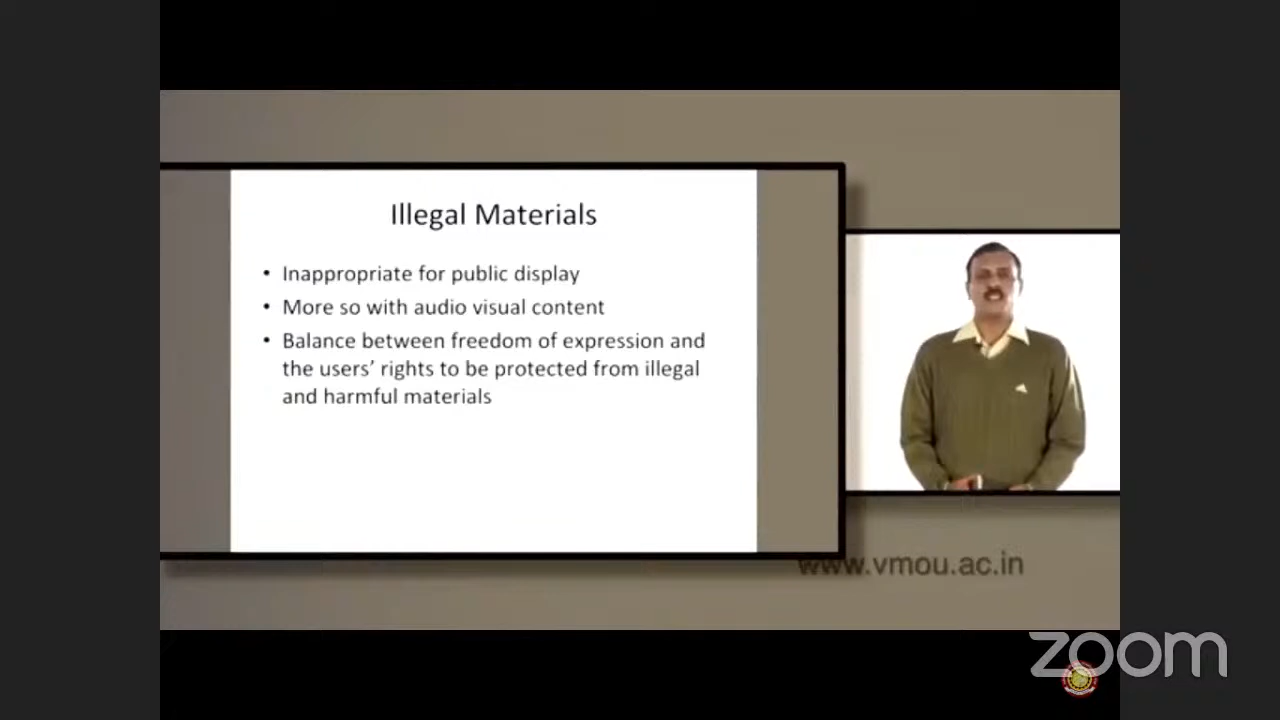 Illegal Materials
• Inappropriate for public display
• More so with audio visual content
• Balance between freedom of expression and
the users’ rights to be protected from illegal
and harmful materials
www.vmou.ac.in
zoom